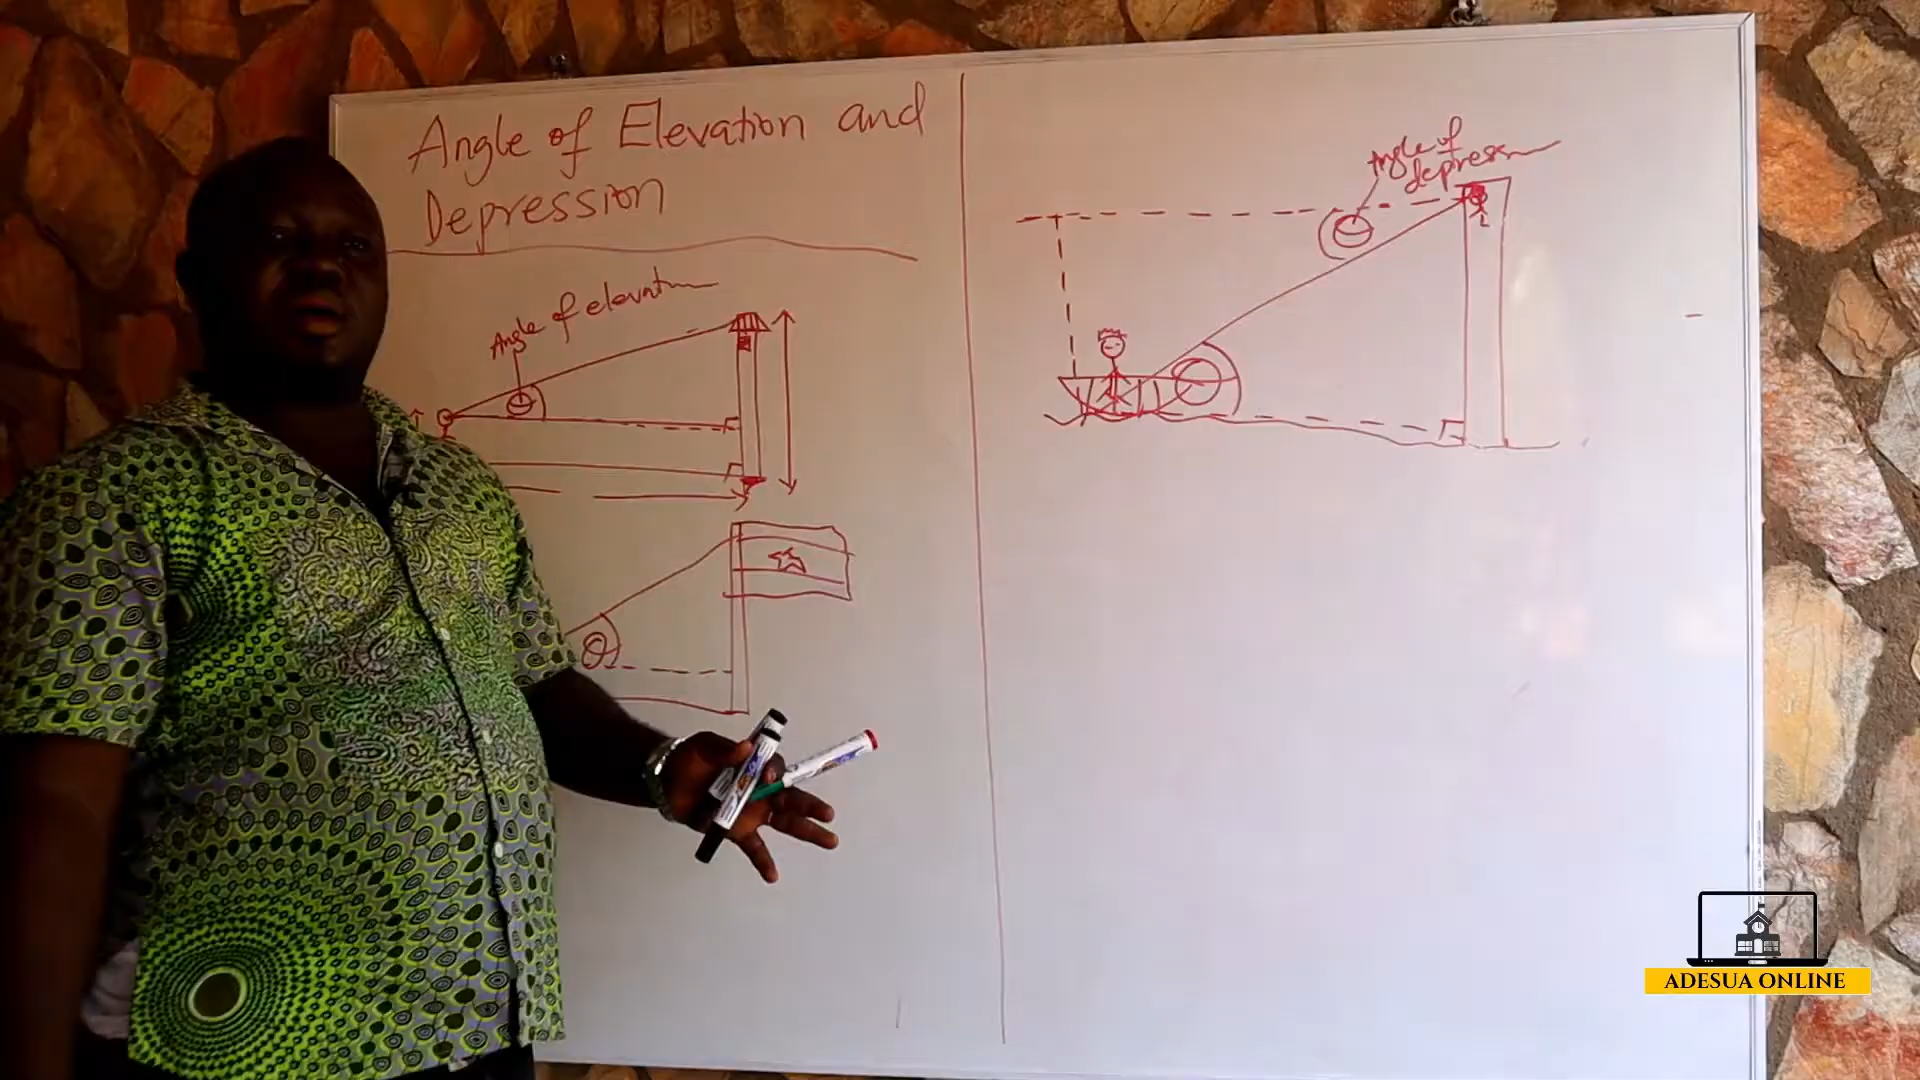 Angle of Elevation and
Depression
Angle of elevation
Angle of
depression
ADESUA ONLINE